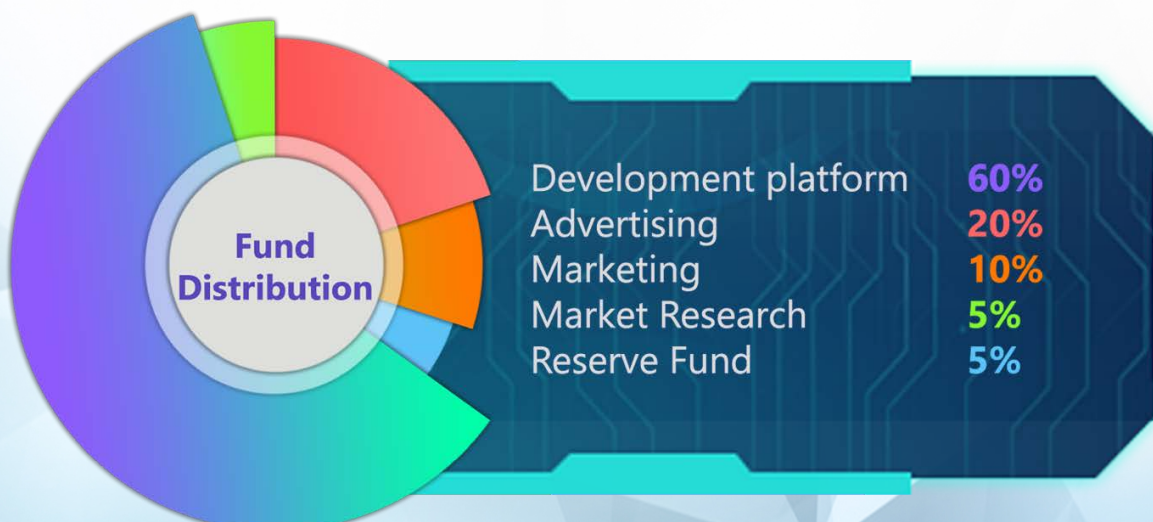 Fund
Distribution
Development platform 60%
Advertising 20%
Marketing 10%
Market Research 5%
Reserve Fund 5%